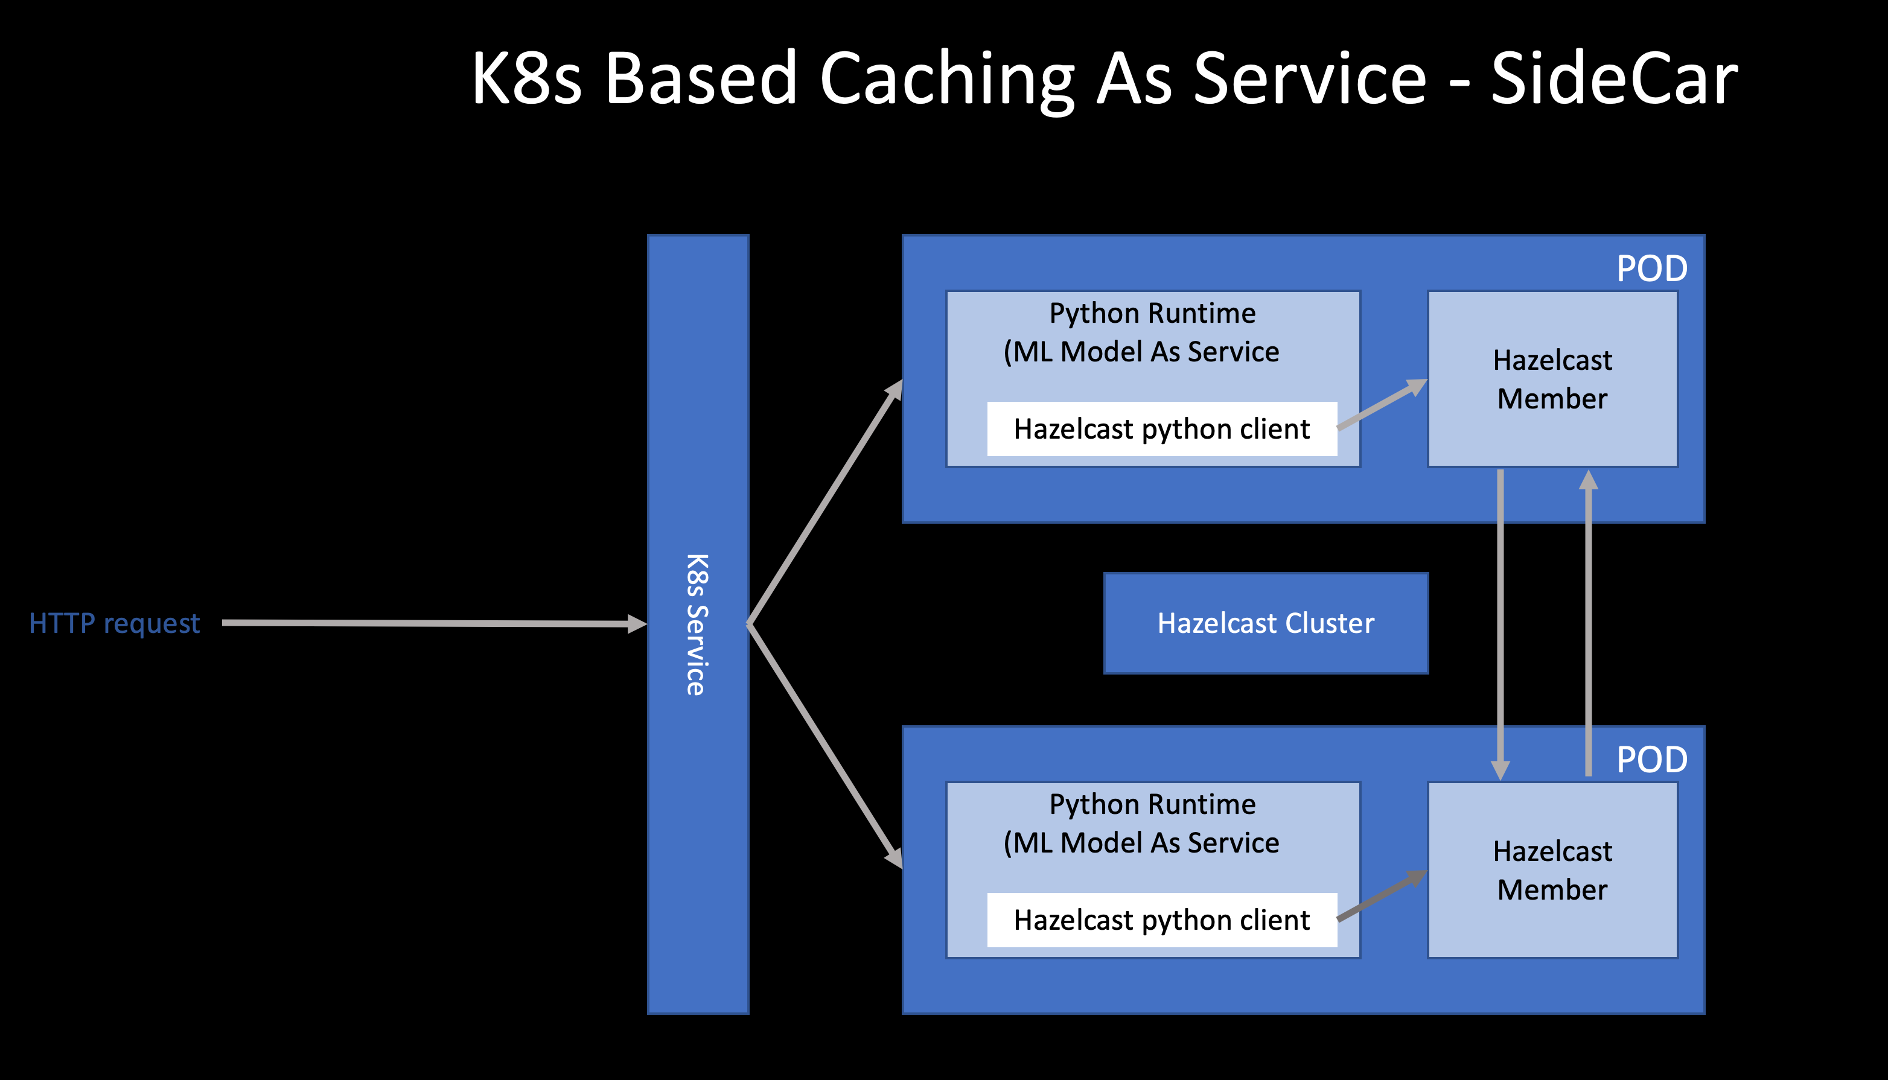 K8s Based Caching As Service - SideCar
POD
Python Runtime
(ML Model As Service
Hazelcast python client
Hazelcast
Member
HTTP request
K8s Service
Hazelcast Cluster
POD
Python Runtime
(ML Model As Service
Hazelcast python client
Hazelcast
Member